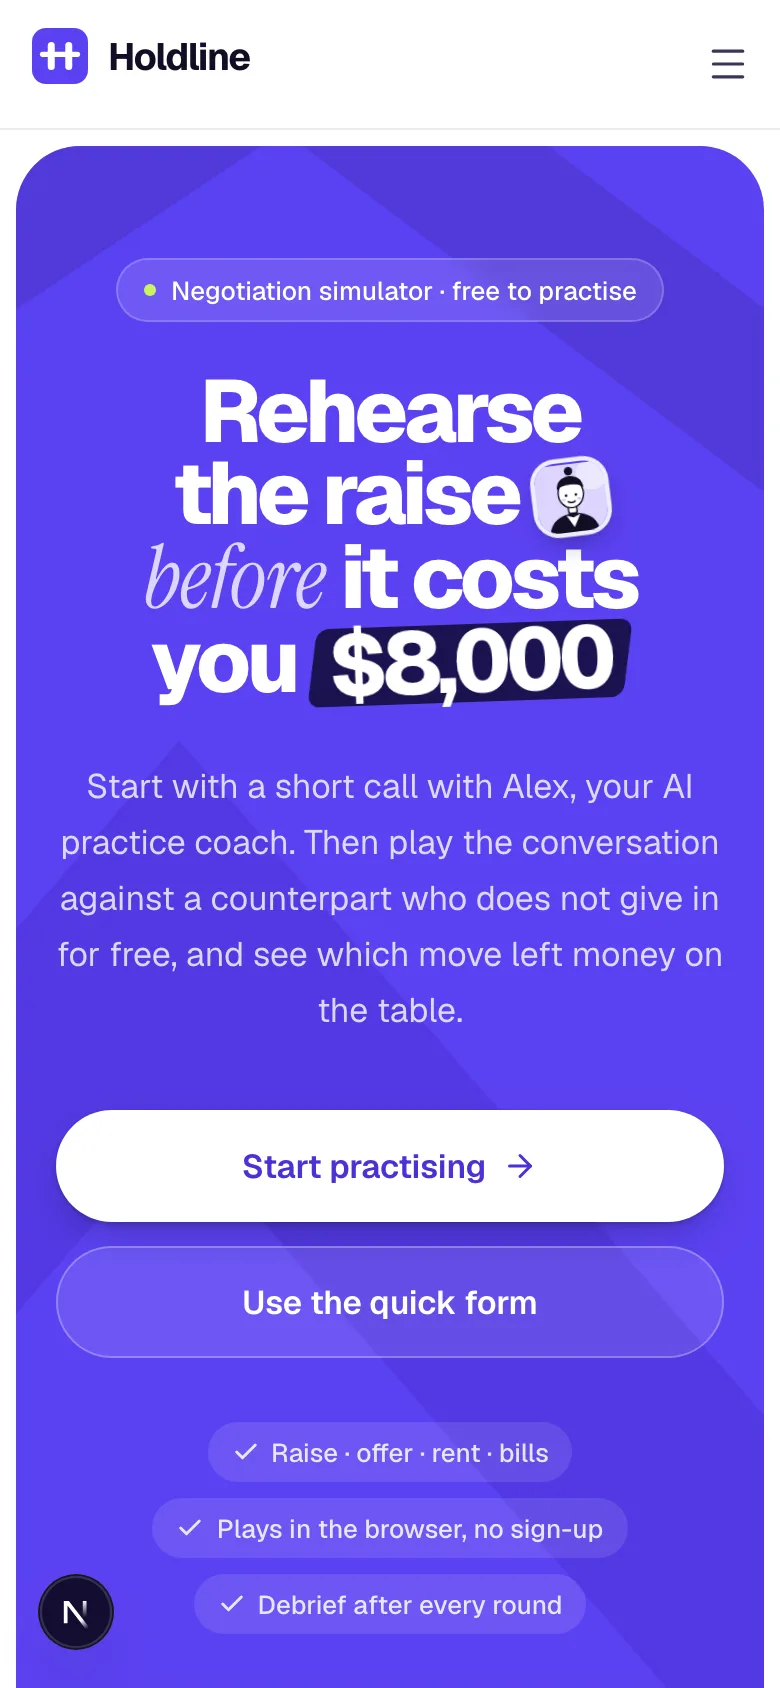 Holdline
Negotiation simulator · free to practise
Rehearse
the raise
before it costs
you $8,000
Start with a short call with Alex, your AI
practice coach. Then play the conversation
against a counterpart who does not give in
for free, and see which move left money on
the table.
Start practising →
Use the quick form
Raise · offer · rent · bills
Plays in the browser, no sign-up
Debrief after every round
N